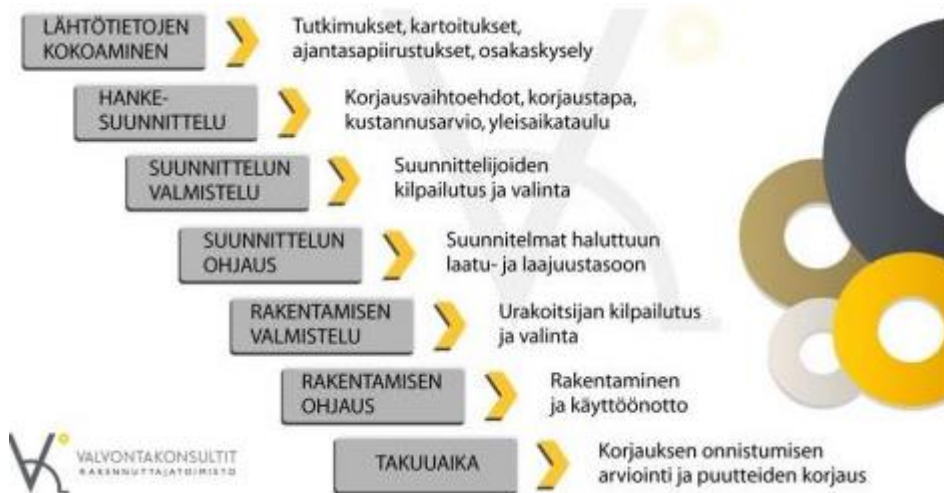 LÄHTÖTIETOJEN
KOKOAMINEN
Tutkimukset, kartoitukset,
ajantasapiirustukset, osakaskysely
HANKE-
SUUNNITTELU
Korjausvaihtoehdot, korjaustapa,
kustannusarvio, yleisaikataulu
SUUNNITTELUN
VALMISTELU
Suunnittelijoiden
kilpailutus ja valinta
SUUNNITTELUN
OHJAUS
Suunnitelmat haluttuun
laatu- ja laajuustasoon
RAKENTAMISEN
VALMISTELU
Urakoitsijan kilpailutus
ja valinta
RAKENTAMISEN
OHJAUS
Rakentaminen
ja käyttöönotto
TAKUUAIKA
Korjauksen onnistumisen
arviointi ja puutteiden korjaus
VALVONTAKONSULTIT
RAKENNUTTAJATOIMISTO